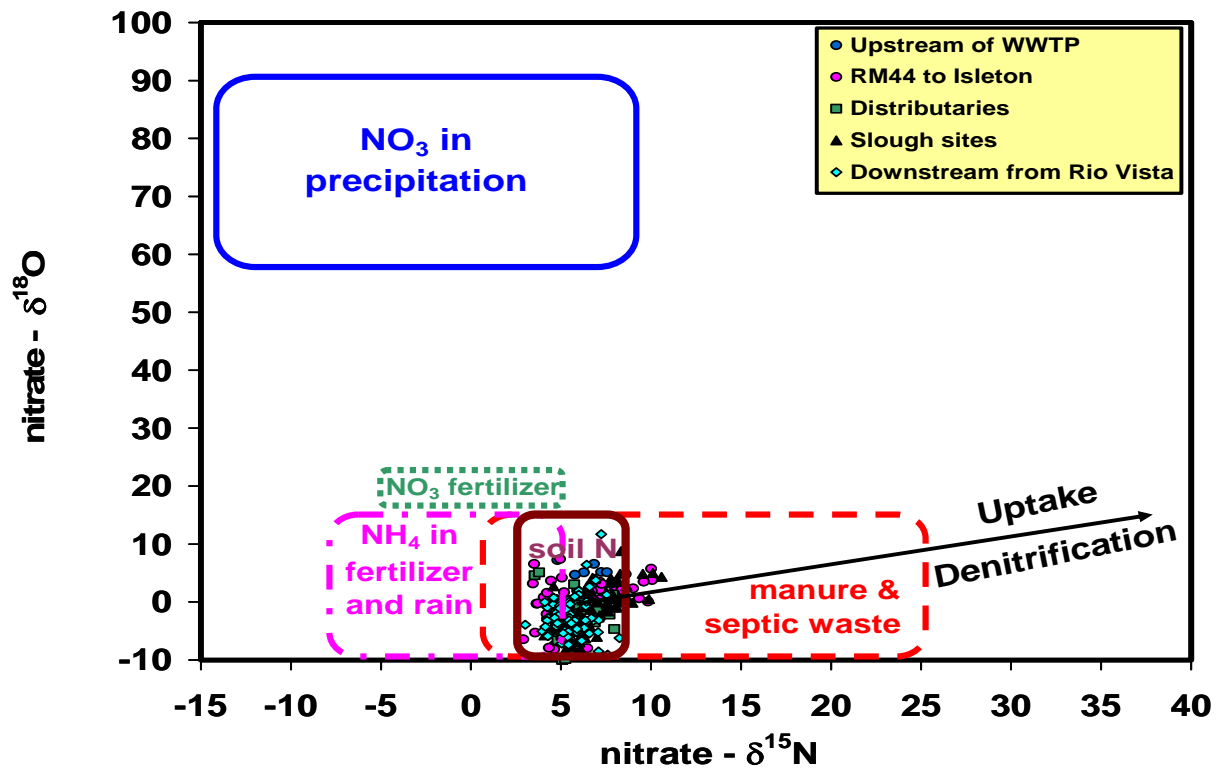 100
90
80
70
60
50
40
30
20
10
0
-10
nitrate - δ¹⁸O
Upstream of WWTP
RM44 to Isleton
Distributaries
Slough sites
Downstream from Rio Vista
NO₃ in
precipitation
NO₃ fertilizer
NH₄ in
fertilizer
and rain
soil N
manure &
septic waste
Uptake
Denitrification
-15 -10 -5 0 5 10 15 20 25 30 35 40
nitrate - δ¹⁵N